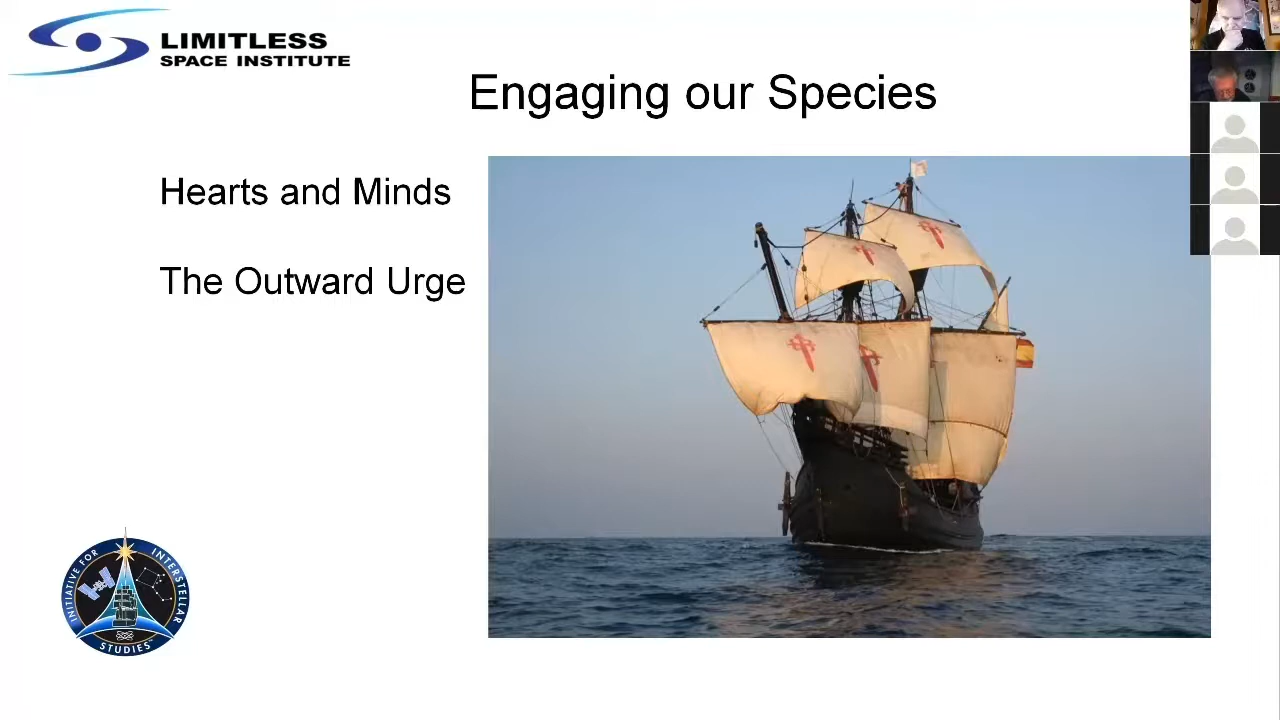 LIMITLESS
SPACE INSTITUTE
Engaging our Species
Hearts and Minds
The Outward Urge
INITIATIVE FOR INTERSTELLAR
STUDIES